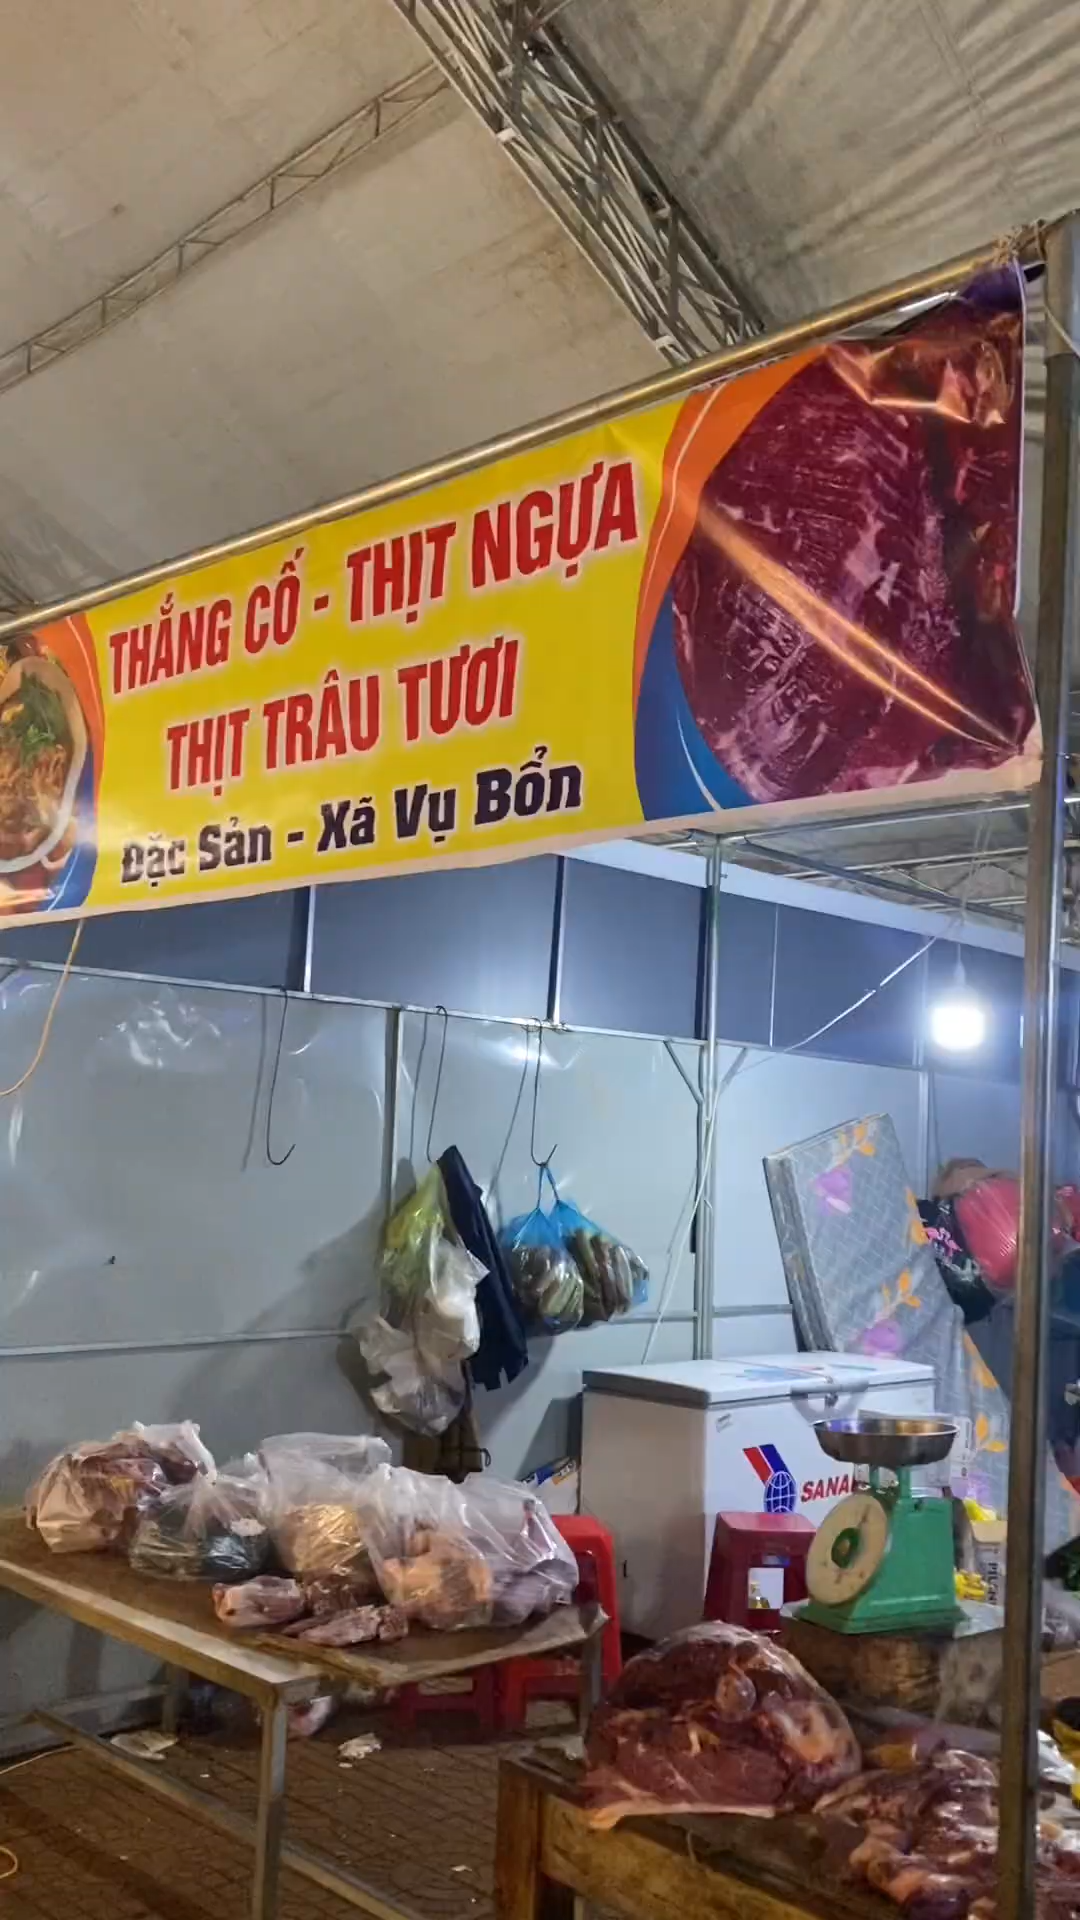 THẮNG CỐ - THỊT NGỰA
THỊT TRÂU TƯƠI
Đặc Sản - Xã Vụ Bổn
SANA